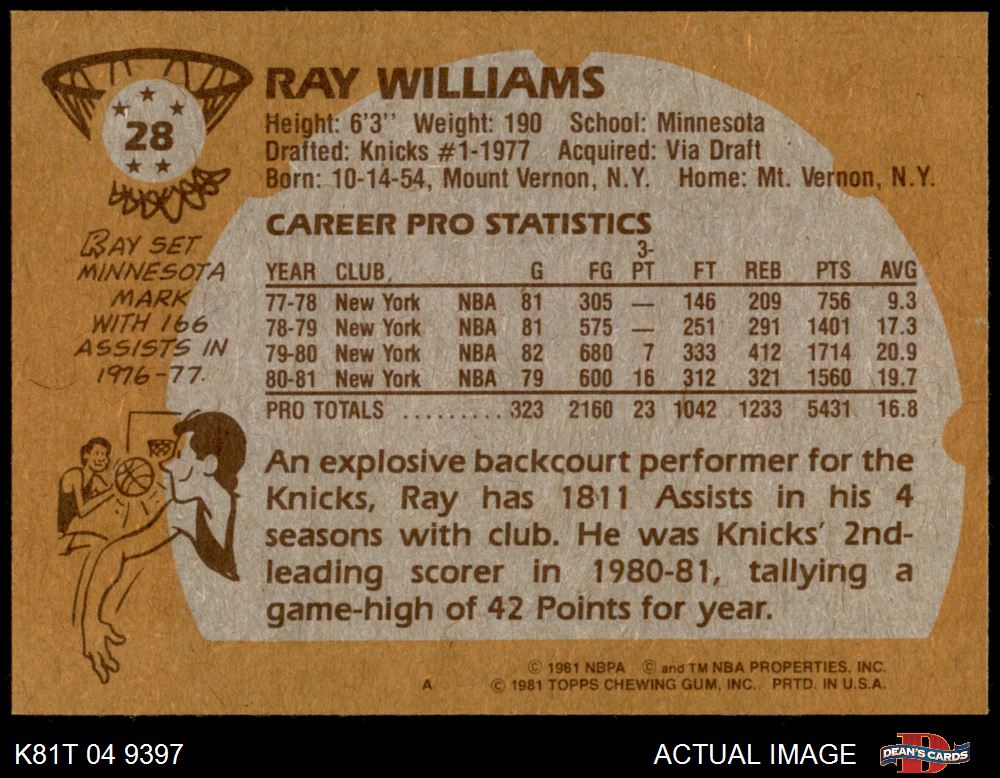 28
RAY WILLIAMS
Height: 6'3'' Weight: 190 School: Minnesota
Drafted: Knicks #1-1977 Acquired: Via Draft
Born: 10-14-54, Mount Vernon, N.Y. Home: Mt. Vernon, N.Y.
RAY SET
MINNESOTA
MARK
WITH 166
ASSISTS IN
1976-77.
CAREER PRO STATISTICS
YEAR CLUB G FG 3-PT FT REB PTS AVG
77-78 New York NBA 81 305 — 146 209 756 9.3
78-79 New York NBA 81 575 — 251 291 1401 17.3
79-80 New York NBA 82 680 7 333 412 1714 20.9
80-81 New York NBA 79 600 16 312 321 1560 19.7
PRO TOTALS ......... 323 2160 23 1042 1233 5431 16.8
An explosive backcourt performer for the
Knicks, Ray has 1811 Assists in his 4
seasons with club. He was Knicks' 2nd-
leading scorer in 1980-81, tallying a
game-high of 42 Points for year.
© 1981 NBPA © and TM NBA PROPERTIES, INC.
A © 1981 TOPPS CHEWING GUM, INC. PRTD. IN U.S.A.
K81T 04 9397 ACTUAL IMAGE DEAN'S CARDS